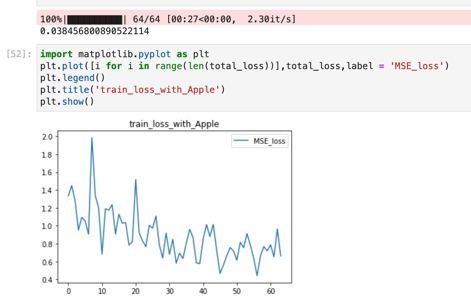 100%|██████████| 64/64 [00:27<00:00,  2.30it/s]
0.038456800890522114
[52]: import matplotlib.pyplot as plt
plt.plot([i for i in range(len(total_loss))],total_loss,label = 'MSE_loss')
plt.legend()
plt.title('train_loss_with_Apple')
plt.show()
train_loss_with_Apple
MSE_loss
2.0
1.8
1.6
1.4
1.2
1.0
0.8
0.6
0.4
0 10 20 30 40 50 60